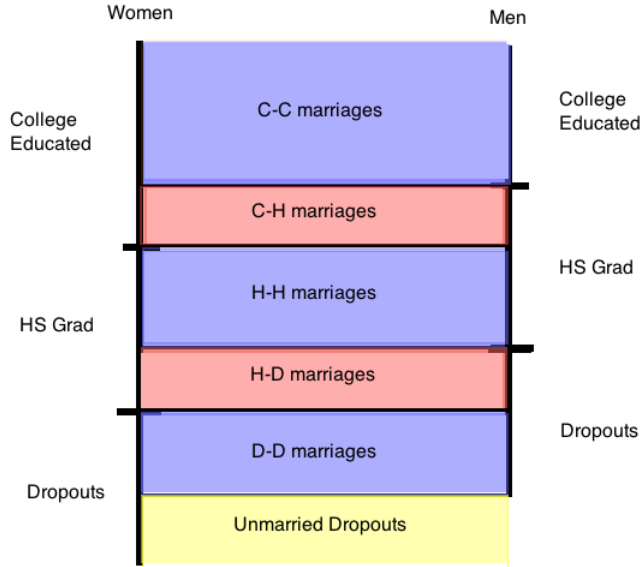 Women
Men
College
Educated
C-C marriages
College
Educated
C-H marriages
HS Grad
H-H marriages
HS Grad
H-D marriages
Dropouts
D-D marriages
Dropouts
Unmarried Dropouts